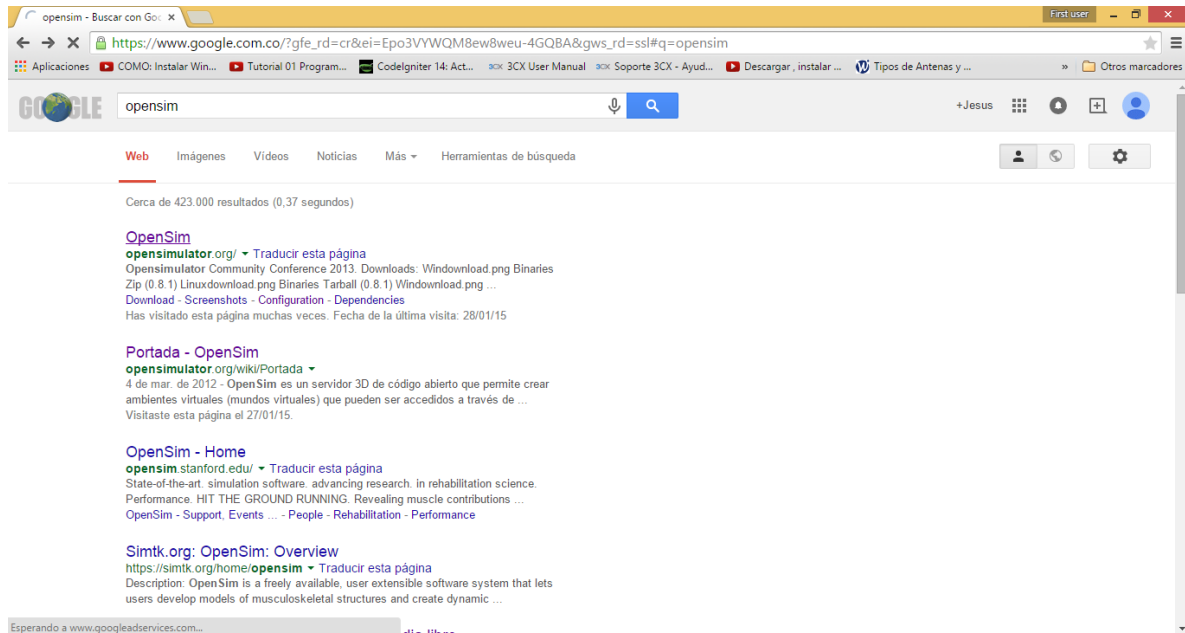 opensim - Buscar con Goo
First user
https://www.google.com.co/?gfe_rd=cr&ei=Epo3VYWQM8ew8weu-4GQBA&gws_rd=ssl#q=opensim
Aplicaciones COMO: Instalar Win... Tutorial 01 Program... CodeIgniter 14: Act... 3CX User Manual Soporte 3CX - Ayud... Descargar , instalar ... Tipos de Antenas y ... » Otros marcadores
GOOGLE opensim +Jesus
Web Imágenes Vídeos Noticias Más Herramientas de búsqueda
Cerca de 423.000 resultados (0,37 segundos)
OpenSim
opensimulator.org/ Traducir esta página
Opensimulator Community Conference 2013. Downloads: Windownload.png Binaries
Zip (0.8.1) Linuxdownload.png Binaries Tarball (0.8.1) Windownload.png ...
Download - Screenshots - Configuration - Dependencies
Has visitado esta página muchas veces. Fecha de la última visita: 28/01/15
Portada - OpenSim
opensimulator.org/wiki/Portada
4 de mar. de 2012 - OpenSim es un servidor 3D de código abierto que permite crear
ambientes virtuales (mundos virtuales) que pueden ser accedidos a través de ...
Visitaste esta página el 27/01/15.
OpenSim - Home
opensim.stanford.edu/ Traducir esta página
State-of-the-art. simulation software. advancing research. in rehabilitation science.
Performance. HIT THE GROUND RUNNING. Revealing muscle contributions ...
OpenSim - Support, Events ... - People - Rehabilitation - Performance
Simtk.org: OpenSim: Overview
https://simtk.org/home/opensim Traducir esta página
Description: OpenSim is a freely available, user extensible software system that lets
users develop models of musculoskeletal structures and create dynamic ...
Esperando a www.googleadservices.com...